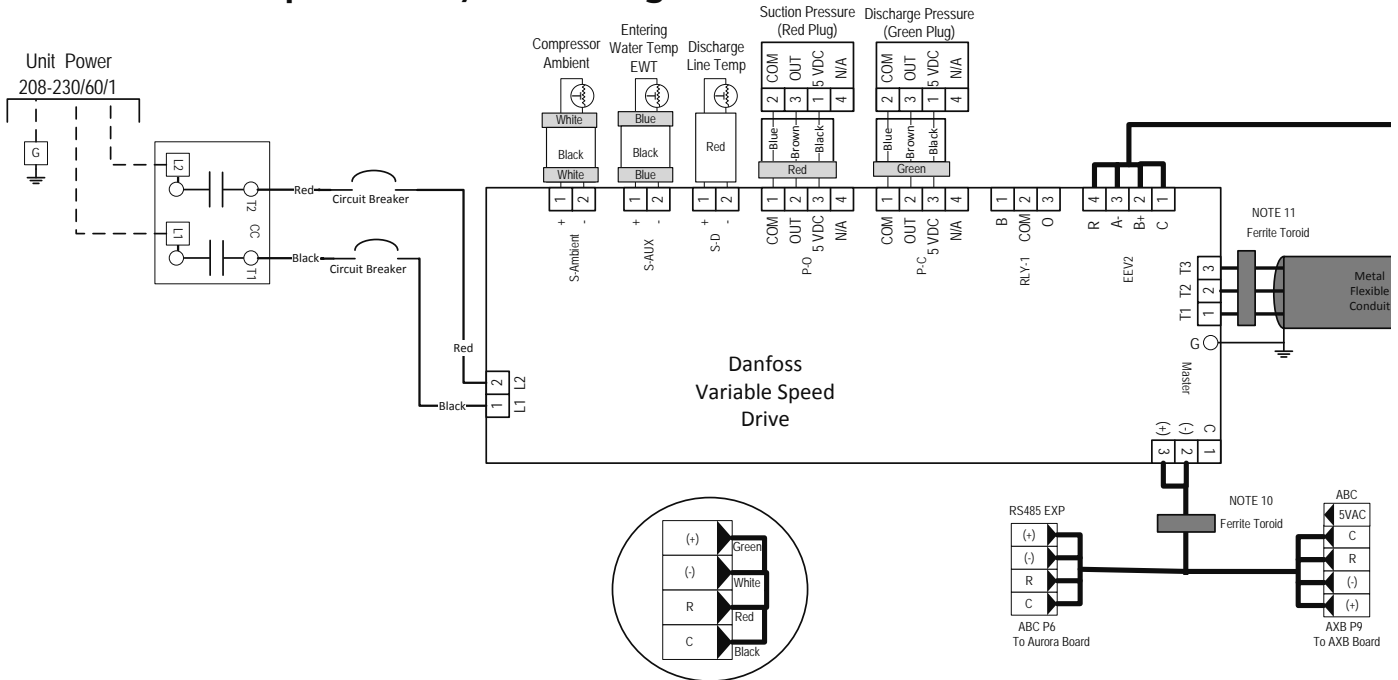 Unit Power
208-230/60/1
G
L2
L1
T2
CC
T1
Red
Circuit Breaker
Black
Circuit Breaker
Red
Black
2 L2
1 L1
Compressor
Ambient
White
Black
White
1 2
+ -
S-Ambient
Entering
Water Temp
EWT
Blue
Black
Blue
1 2
+ -
S-AUX
Discharge
Line Temp
Red
1 2
+ -
S-D
Suction Pressure
(Red Plug)
COM OUT 5 VDC N/A
2 3 1 4
Blue Brown Black
Red
1 2 3 4
COM OUT 5 VDC N/A
P-O
Discharge Pressure
(Green Plug)
COM OUT 5 VDC N/A
2 3 1 4
Blue Brown Black
Green
1 2 3 4
COM OUT 5 VDC N/A
P-C
1 2 3
B COM O
RLY-1
4 3 2 1
R A- B+ C
EEV2
NOTE 11
Ferrite Toroid
T3 3
T2 2
T1 1
G
Metal
Flexible
Conduit
Danfoss
Variable Speed
Drive
Master
(+) (-) C
3 2 1
NOTE 10
Ferrite Toroid
RS485 EXP
(+)
(-)
R
C
ABC P6
To Aurora Board
ABC
5VAC
C
R
(-)
(+)
AXB P9
To AXB Board
(+)
Green
(-)
White
R
Red
C
Black